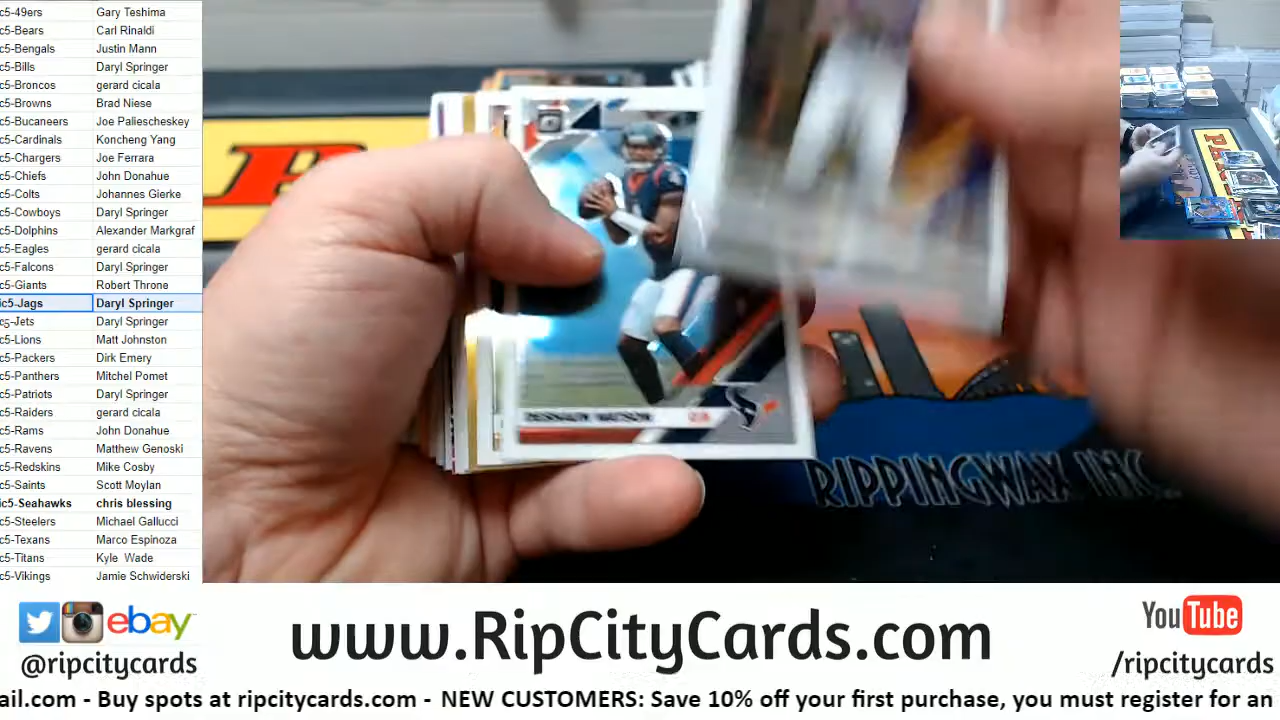 c5-49ers Gary Teshima
c5-Bears Carl Rinaldi
c5-Bengals Justin Mann
c5-Bills Daryl Springer
c5-Broncos gerard cicala
c5-Browns Brad Niese
c5-Bucaneers Joe Paliescheskey
c5-Cardinals Koncheng Yang
c5-Chargers Joe Ferrara
c5-Chiefs John Donahue
c5-Colts Johannes Gierke
c5-Cowboys Daryl Springer
c5-Dolphins Alexander Markgraf
c5-Eagles gerard cicala
c5-Falcons Daryl Springer
c5-Giants Robert Throne
ic5-Jags Daryl Springer
c5-Jets Daryl Springer
c5-Lions Matt Johnston
c5-Packers Dirk Emery
c5-Panthers Mitchel Pomet
c5-Patriots Daryl Springer
c5-Raiders gerard cicala
c5-Rams John Donahue
c5-Ravens Matthew Genoski
c5-Redskins Mike Cosby
c5-Saints Scott Moylan
ic5-Seahawks chris blessing
c5-Steelers Michael Gallucci
c5-Texans Marco Espinoza
c5-Titans Kyle Wade
c5-Vikings Jamie Schwiderski
DESHAUN WATSON QB
RIPPINGWAX INC.
ebay
@ripcitycards
www.RipCityCards.com
YouTube
/ripcitycards
ail.com - Buy spots at ripcitycards.com - NEW CUSTOMERS: Save 10% off your first purchase, you must register for an